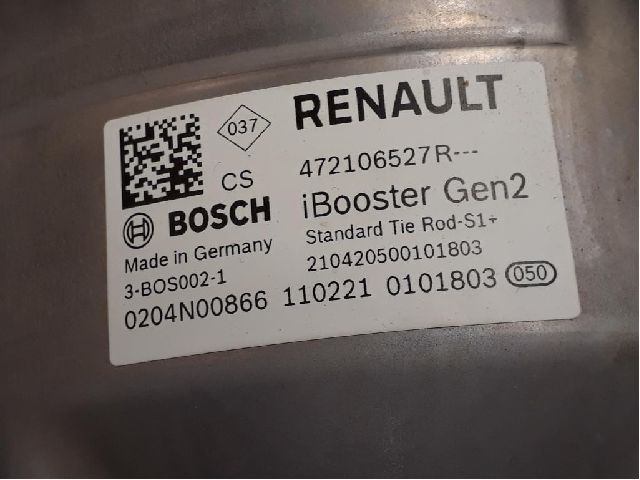 RENAULT
037
CS
472106527R---
BOSCH
iBooster Gen2
Made in Germany
Standard Tie Rod-S1+
3-BOS002-1
210420500101803
0204N00866 110221 0101803 050